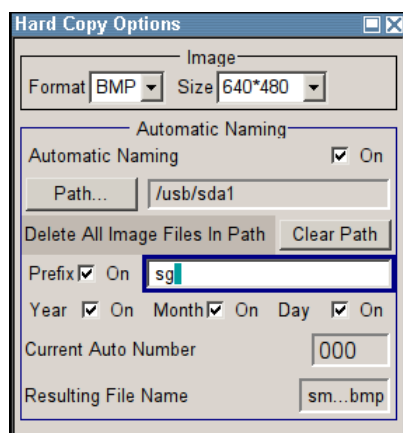 Hard Copy Options
Image
Format BMP Size 640*480
Automatic Naming
Automatic Naming On
Path... /usb/sda1
Delete All Image Files In Path Clear Path
Prefix On sg
Year On Month On Day On
Current Auto Number 000
Resulting File Name sm...bmp